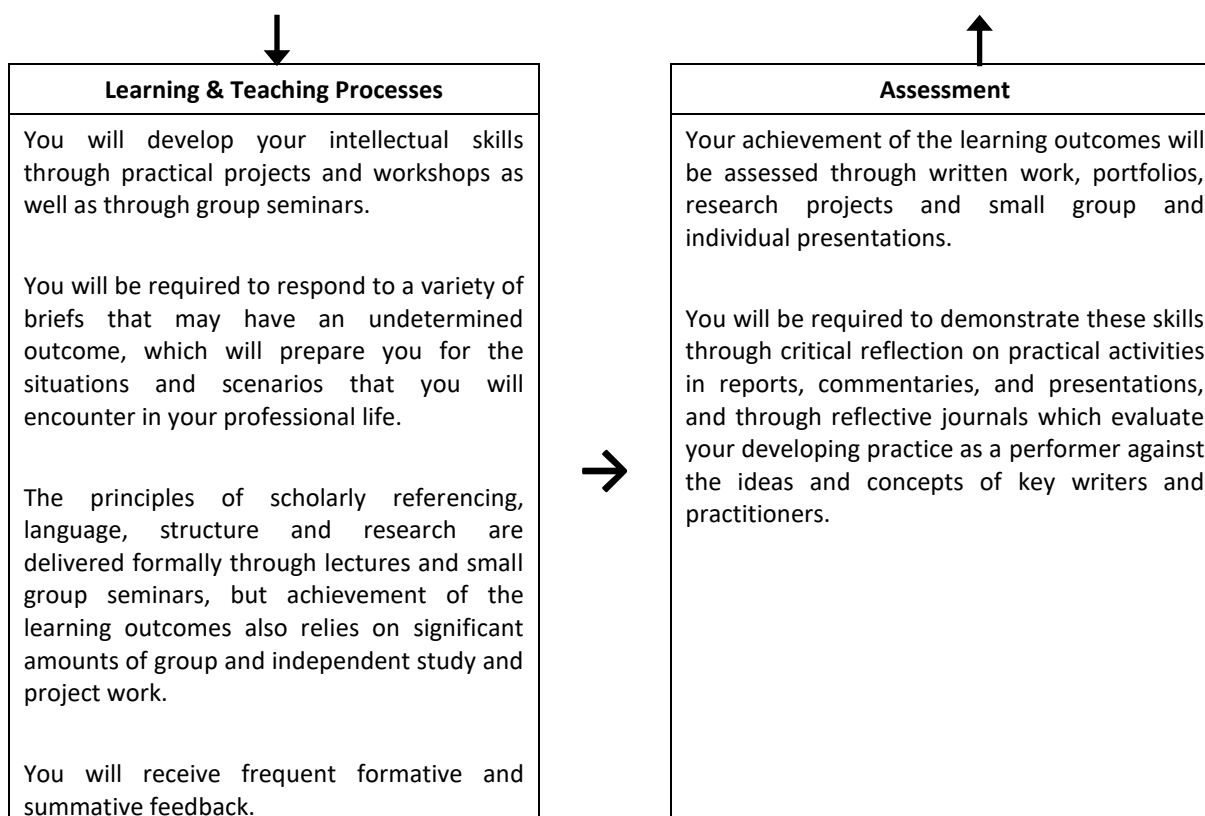 Learning & Teaching Processes
You will develop your intellectual skills
through practical projects and workshops as
well as through group seminars.
You will be required to respond to a variety of
briefs that may have an undetermined
outcome, which will prepare you for the
situations and scenarios that you will
encounter in your professional life.
The principles of scholarly referencing,
language, structure and research are
delivered formally through lectures and small
group seminars, but achievement of the
learning outcomes also relies on significant
amounts of group and independent study and
project work.
You will receive frequent formative and
summative feedback.
Assessment
Your achievement of the learning outcomes will
be assessed through written work, portfolios,
research projects and small group and
individual presentations.
You will be required to demonstrate these skills
through critical reflection on practical activities
in reports, commentaries, and presentations,
and through reflective journals which evaluate
your developing practice as a performer against
the ideas and concepts of key writers and
practitioners.